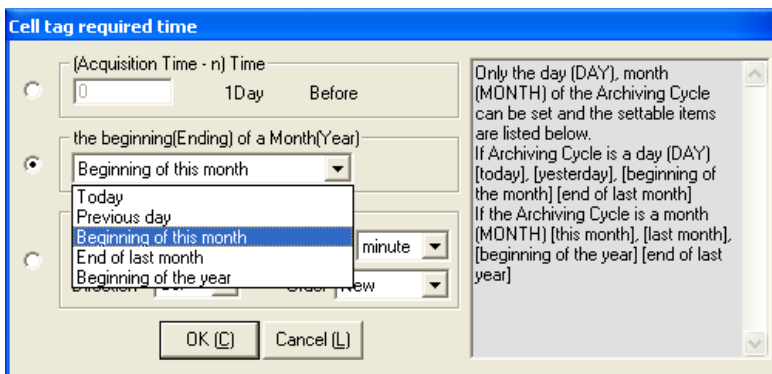 Cell tag required time
(Acquisition Time - n) Time
0 1Day Before
the beginning(Ending) of a Month(Year)
Beginning of this month
Today
Previous day
Beginning of this month
End of last month
Beginning of the year
minute
New
OK (C) Cancel (L)
Only the day (DAY), month
(MONTH) of the Archiving Cycle
can be set and the settable items
are listed below.
If Archiving Cycle is a day (DAY)
[today], [yesterday], [beginning of
the month] [end of last month]
If the Archiving Cycle is a month
(MONTH) [this month], [last month],
[beginning of the year] [end of last
year]